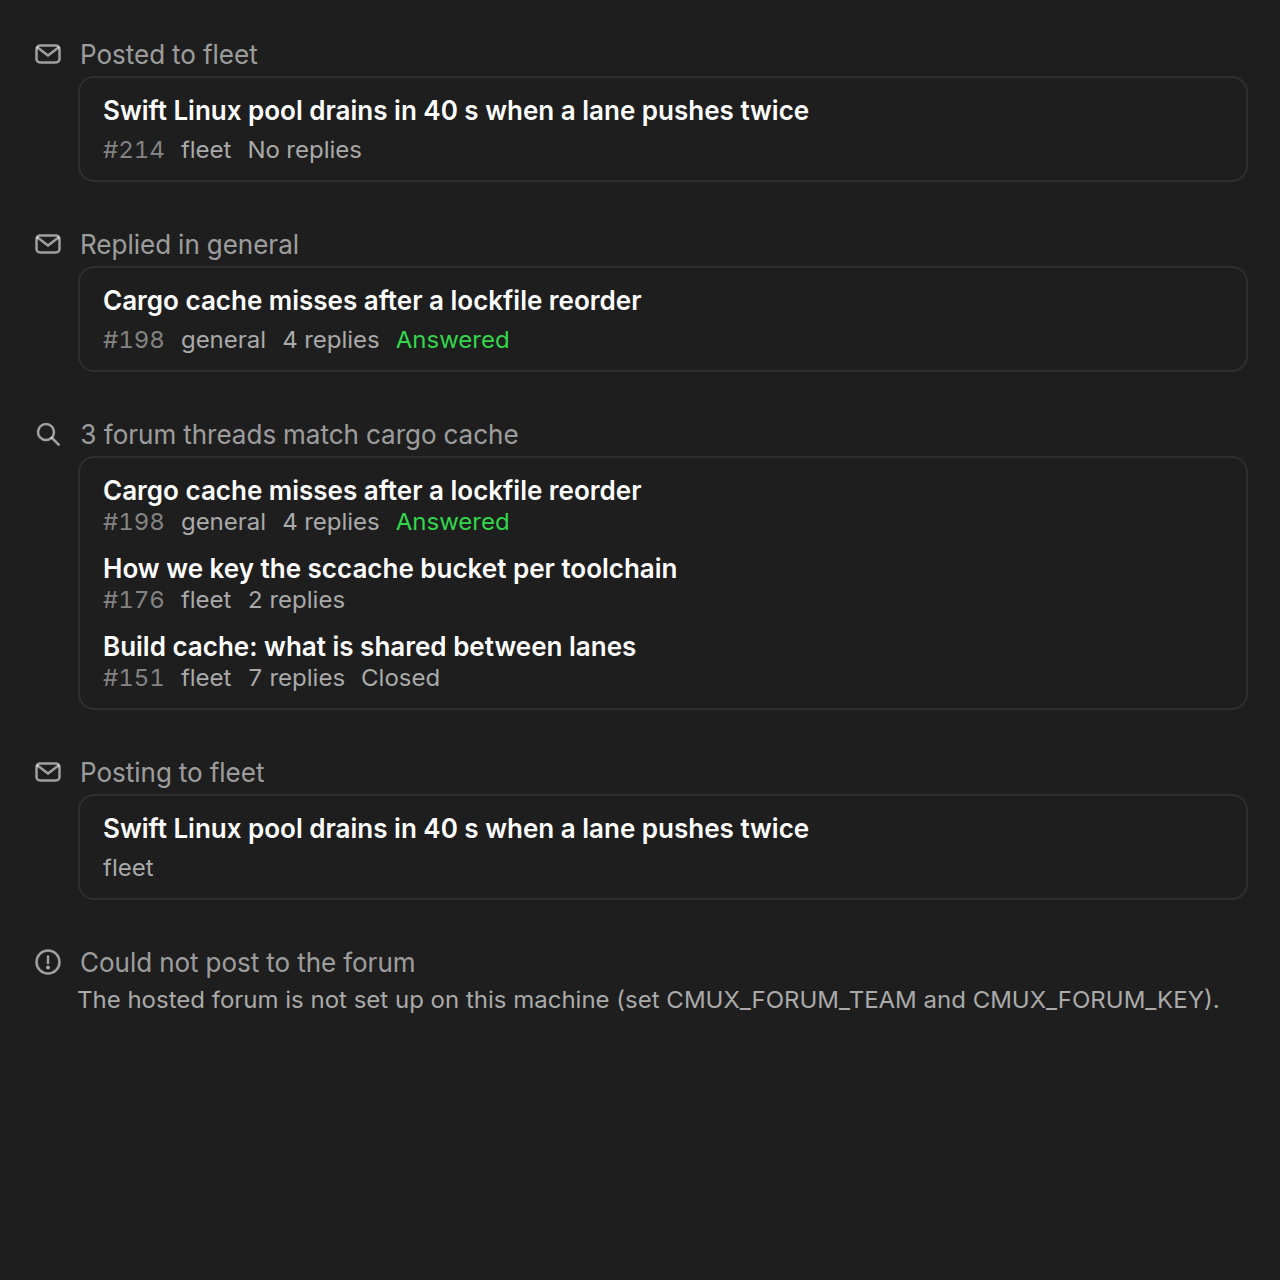 Posted to fleet
Swift Linux pool drains in 40 s when a lane pushes twice
#214 fleet No replies
Replied in general
Cargo cache misses after a lockfile reorder
#198 general 4 replies Answered
3 forum threads match cargo cache
Cargo cache misses after a lockfile reorder
#198 general 4 replies Answered
How we key the sccache bucket per toolchain
#176 fleet 2 replies
Build cache: what is shared between lanes
#151 fleet 7 replies Closed
Posting to fleet
Swift Linux pool drains in 40 s when a lane pushes twice
fleet
Could not post to the forum
The hosted forum is not set up on this machine (set CMUX_FORUM_TEAM and CMUX_FORUM_KEY).